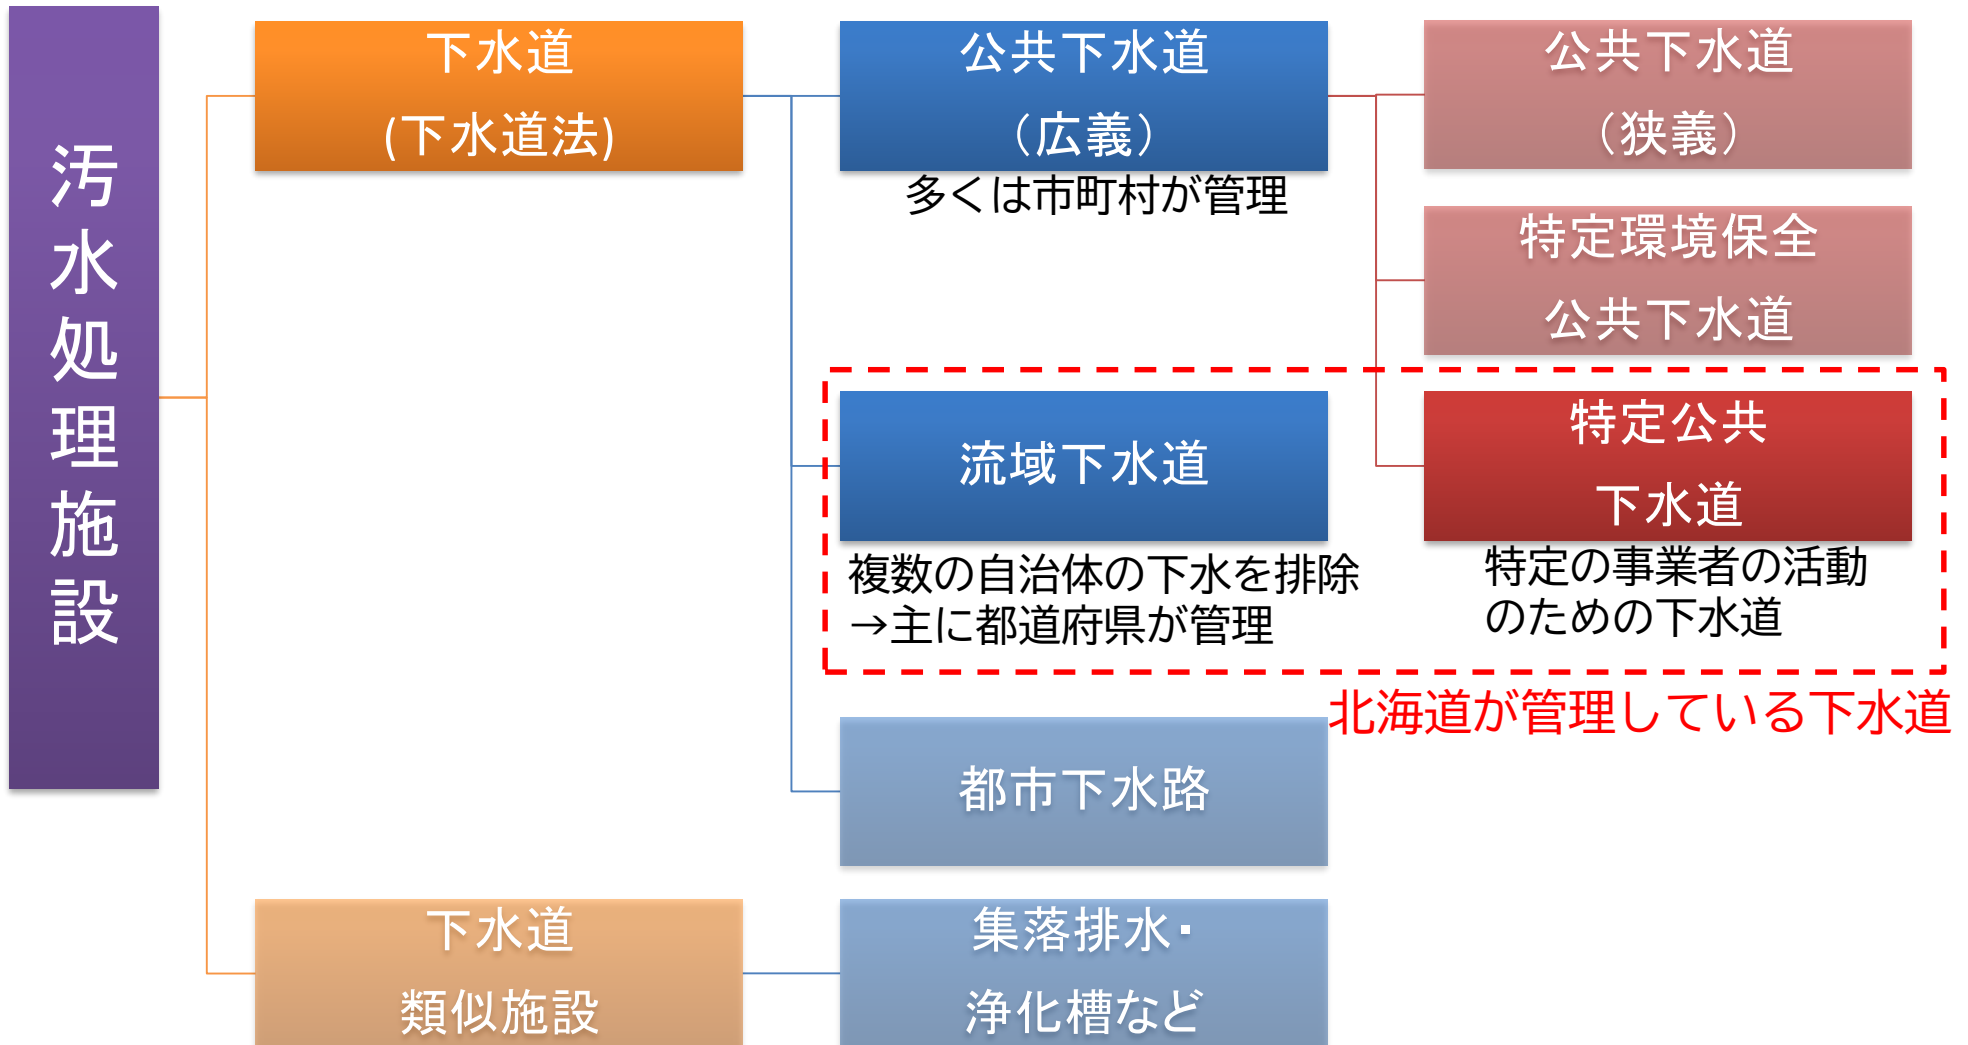 汚水処理施設
下水道
(下水道法)
公共下水道
（広義）
多くは市町村が管理
公共下水道
（狭義）
特定環境保全
公共下水道
流域下水道
複数の自治体の下水を排除
→主に都道府県が管理
特定公共
下水道
特定の事業者の活動
のための下水道
北海道が管理している下水道
都市下水路
下水道
類似施設
集落排水・
浄化槽など